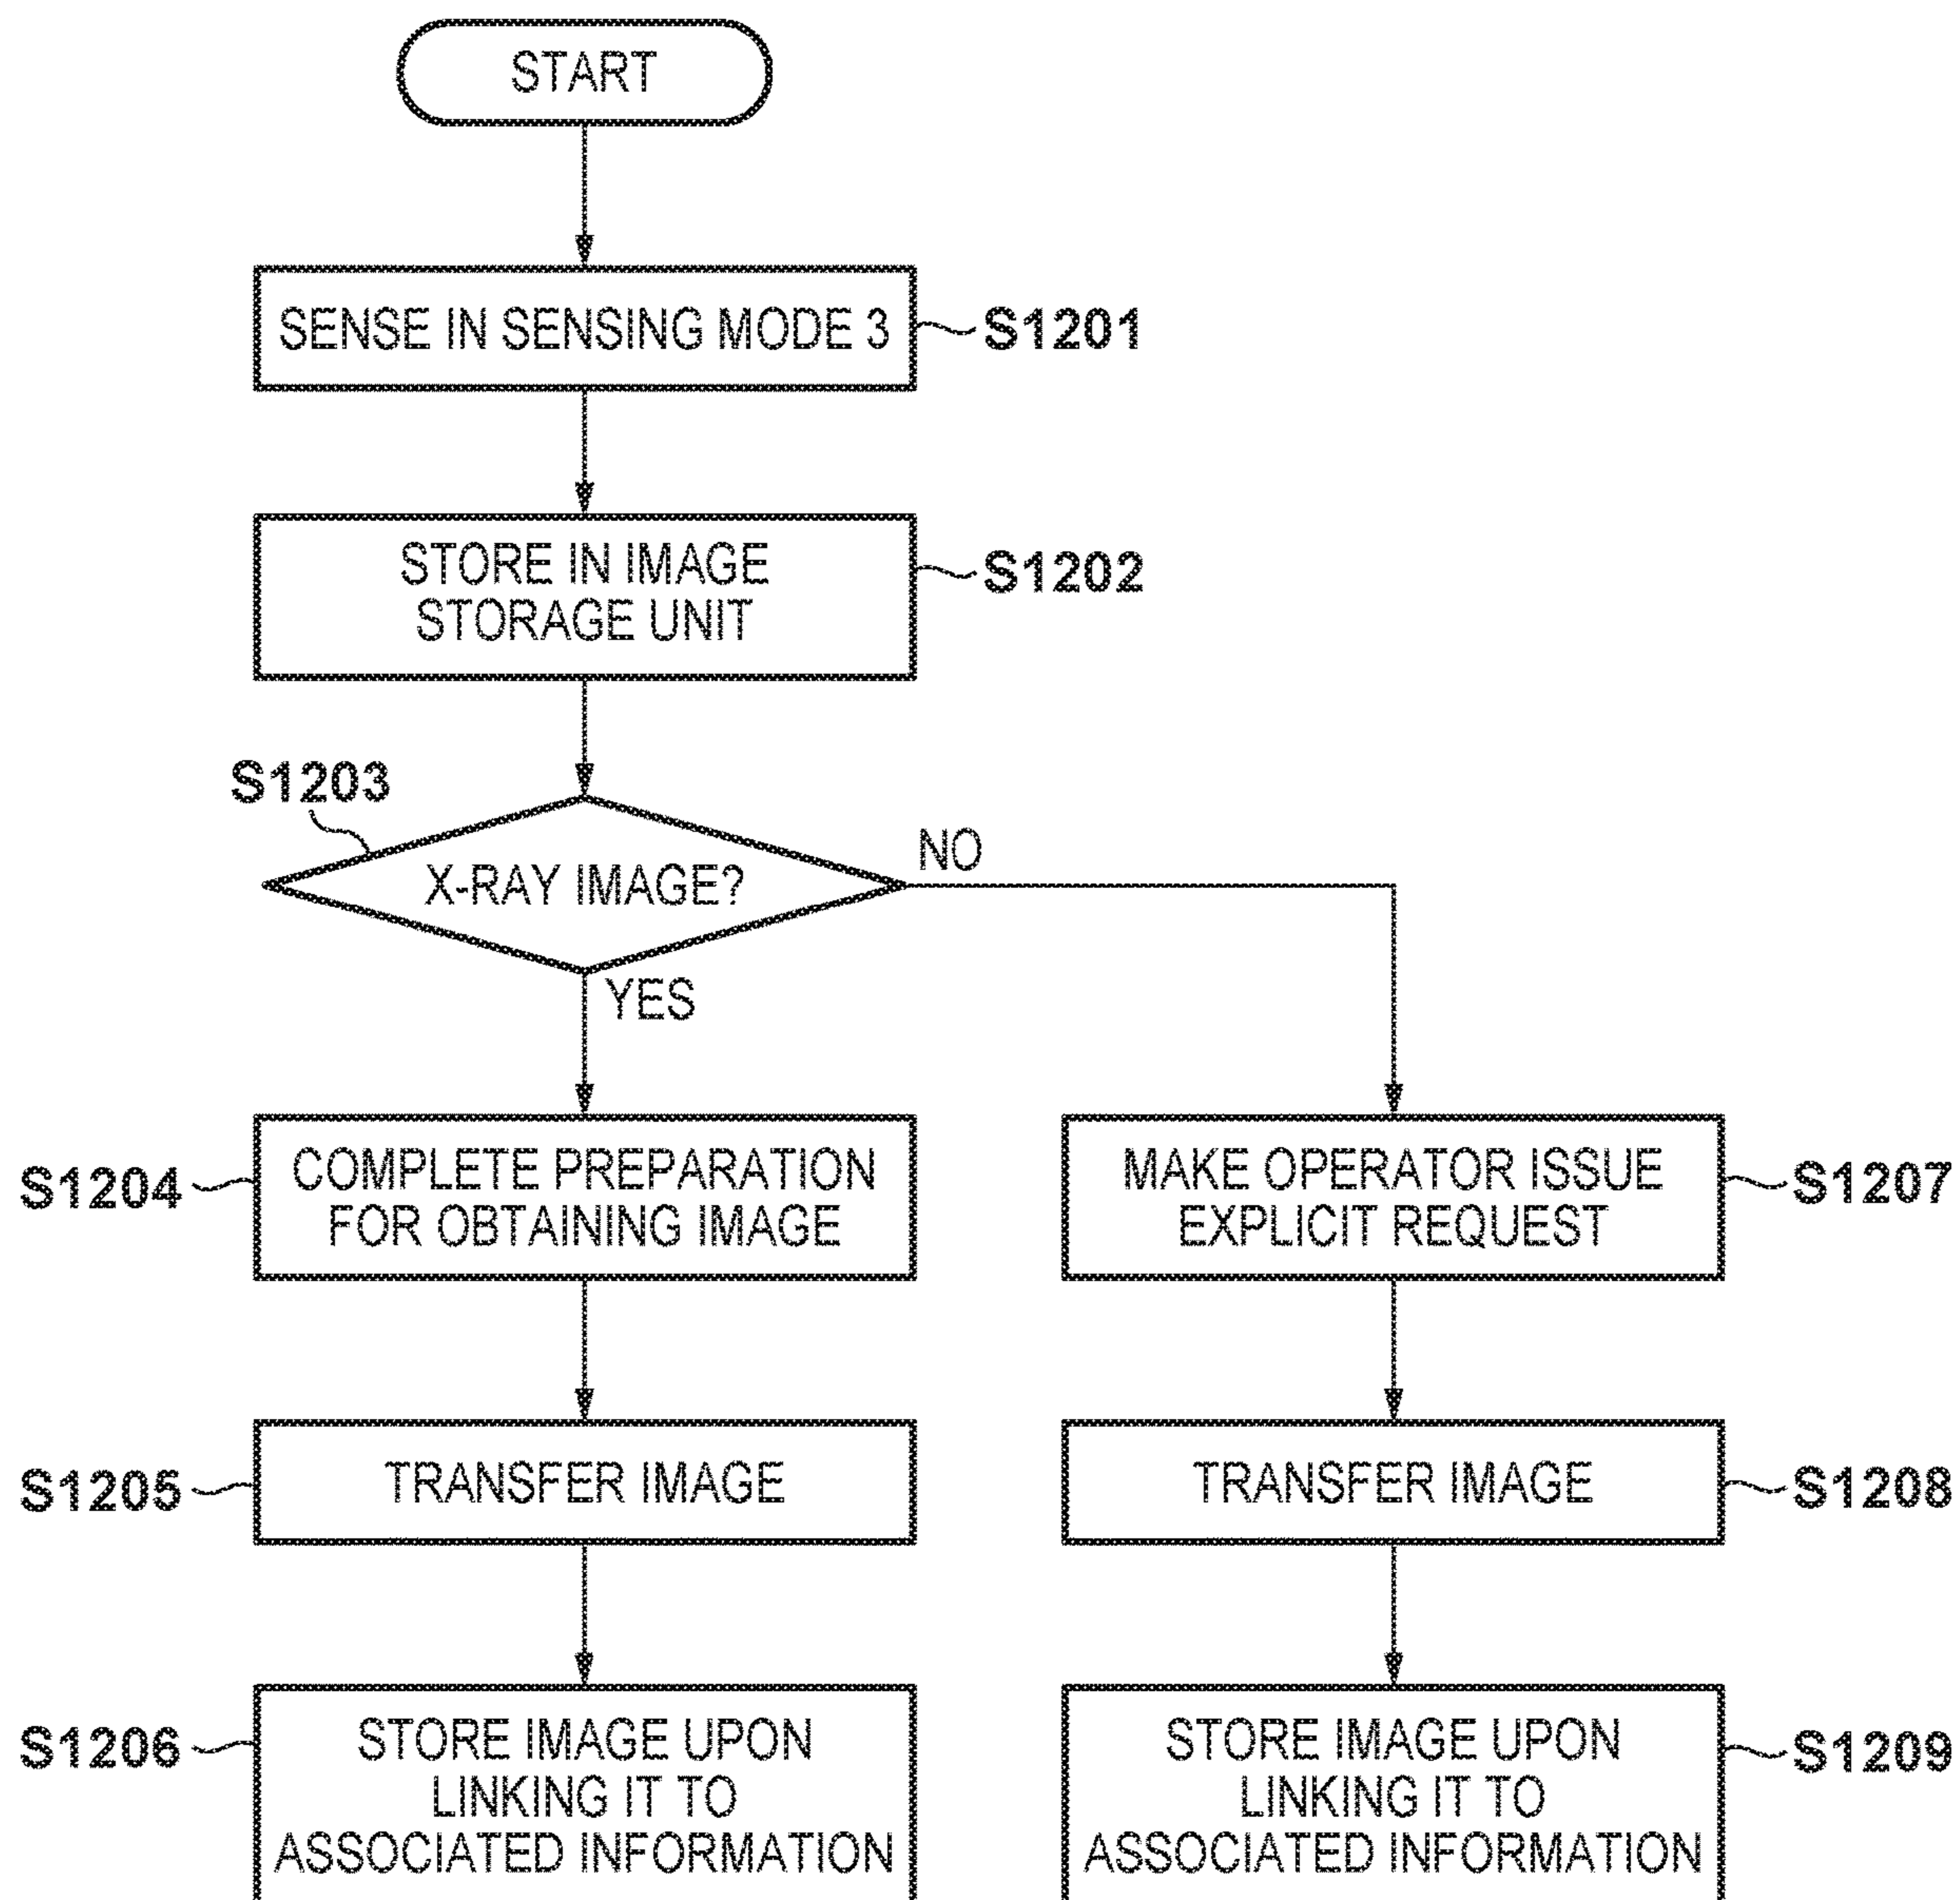 START
SENSE IN SENSING MODE 3
S1201
STORE IN IMAGE
STORAGE UNIT
S1202
S1203
X-RAY IMAGE?
NO
YES
S1204
COMPLETE PREPARATION
FOR OBTAINING IMAGE
MAKE OPERATOR ISSUE
EXPLICIT REQUEST
S1207
S1205
TRANSFER IMAGE
TRANSFER IMAGE
S1208
S1206
STORE IMAGE UPON
LINKING IT TO
ASSOCIATED INFORMATION
STORE IMAGE UPON
LINKING IT TO
ASSOCIATED INFORMATION
S1209